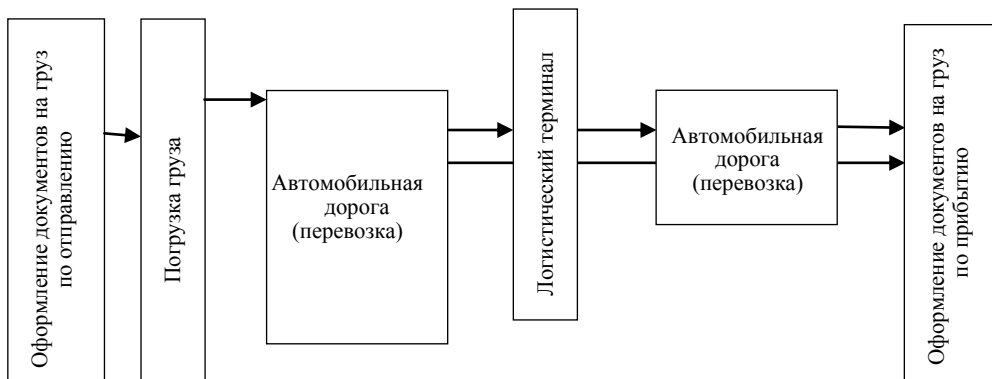 Оформление документов на груз
по отправлению
Погрузка груза
Автомобильная
дорога
(перевозка)
Логистический терминал
Автомобильная
дорога
(перевозка)
Оформление документов на груз
по прибытию